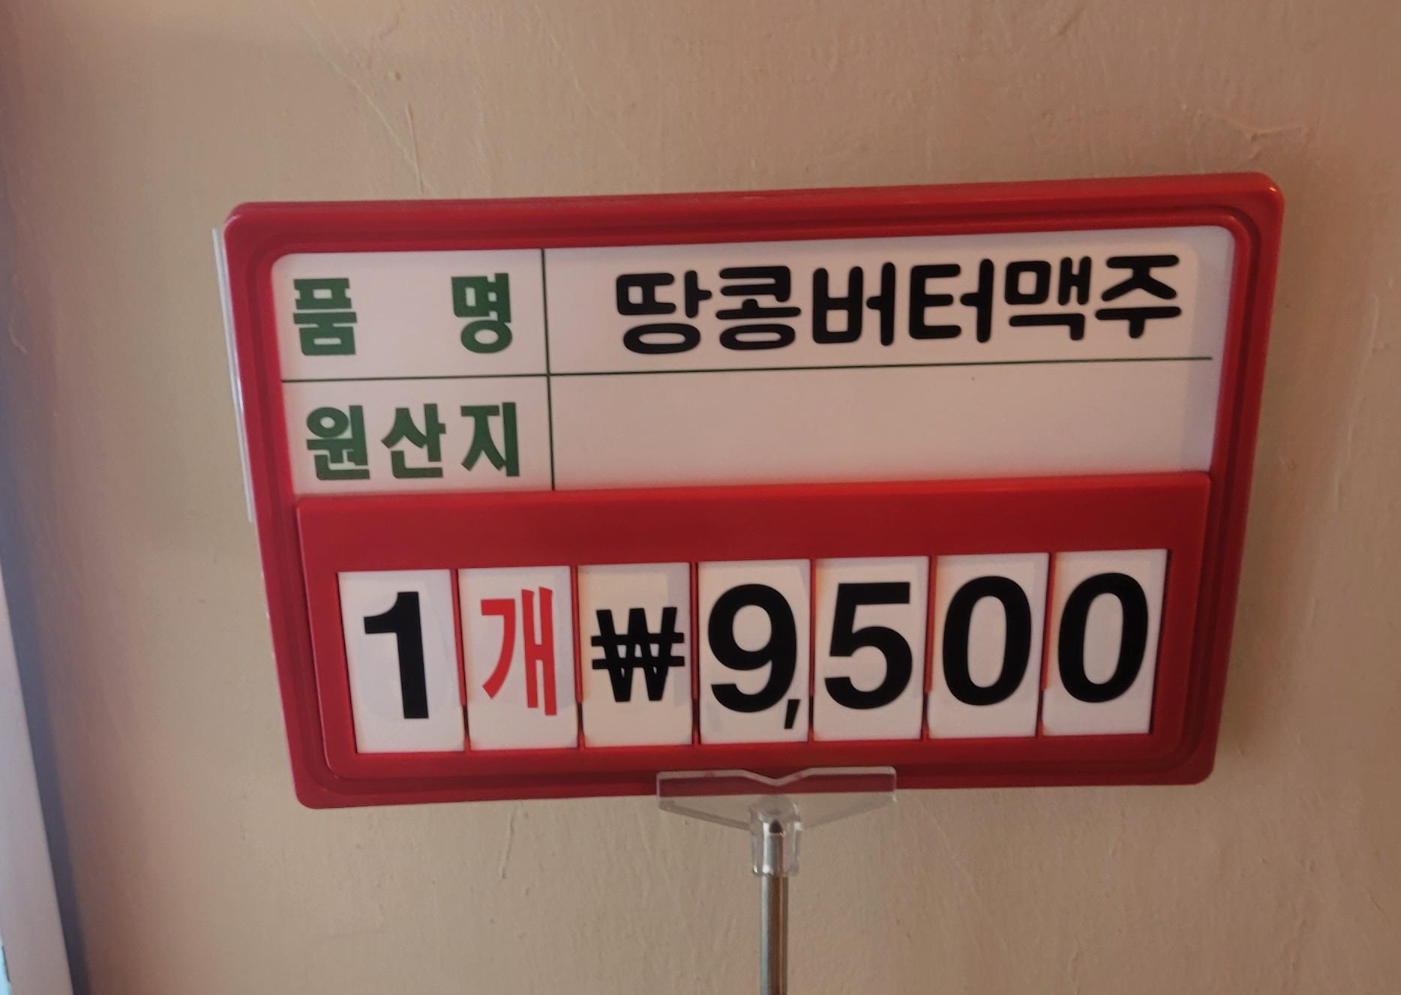 품 명 땅콩버터맥주
원산지
1개 ₩9,500